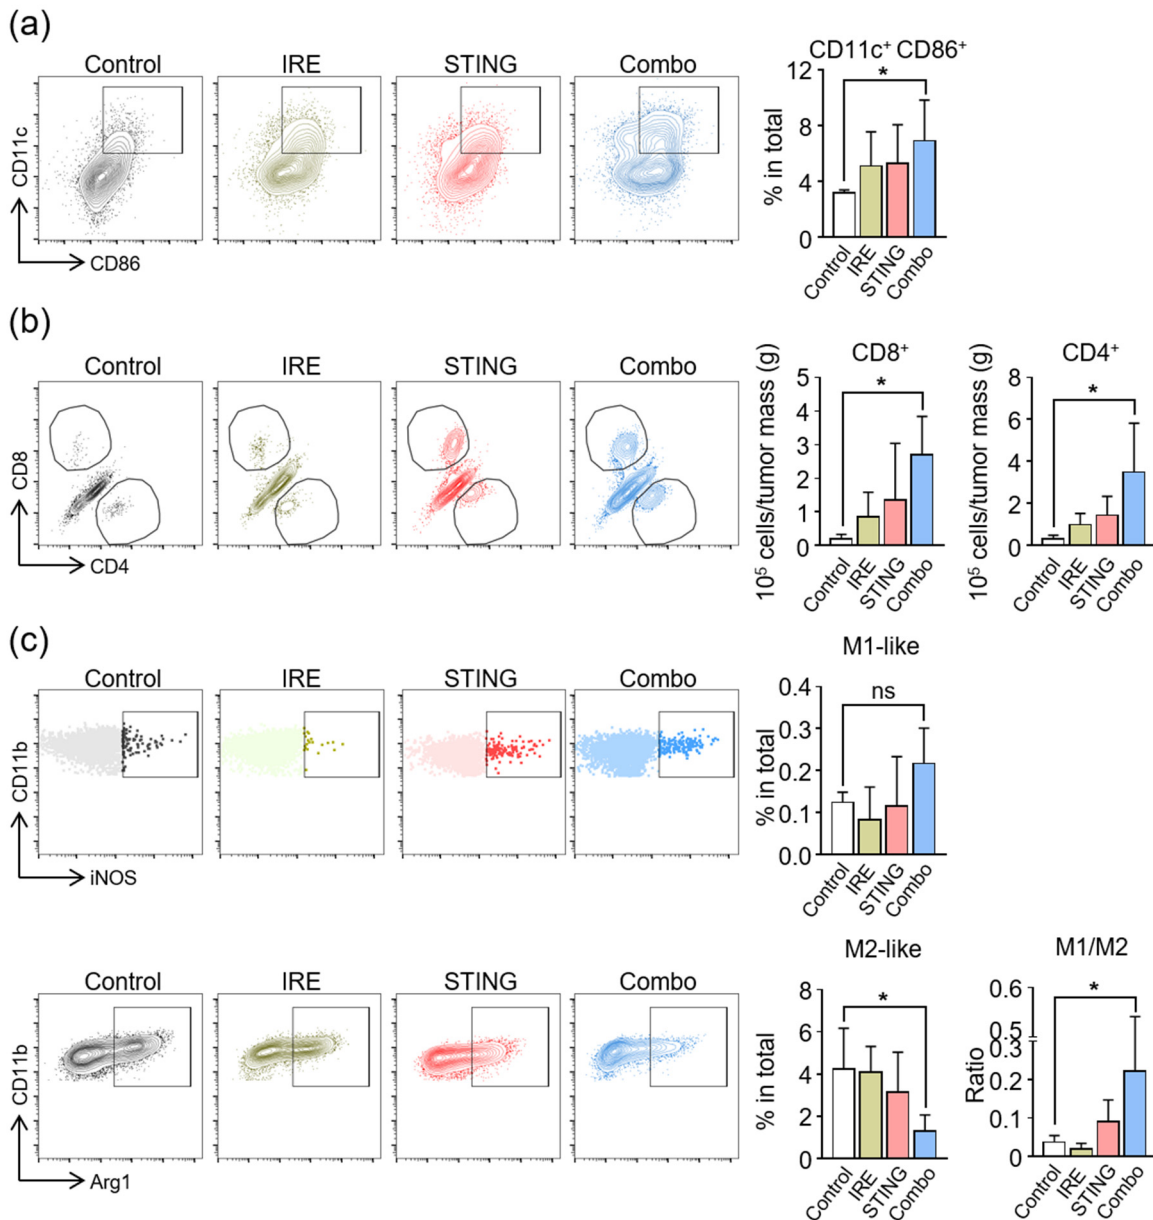 (a)
Control IRE STING Combo
CD11c
CD86
CD11c⁺ CD86⁺
% in total
12
8
4
0
*
Control IRE STING Combo
(b)
Control IRE STING Combo
CD8
CD4
CD8⁺
10⁵ cells/tumor mass (g)
5
4
3
2
1
0
*
Control IRE STING Combo
CD4⁺
10⁵ cells/tumor mass (g)
8
6
4
2
0
*
Control IRE STING Combo
(c)
Control IRE STING Combo
CD11b
iNOS
M1-like
% in total
0.4
0.3
0.2
0.1
0.0
ns
Control IRE STING Combo
Control IRE STING Combo
CD11b
Arg1
M2-like
% in total
8
6
4
2
0
*
Control IRE STING Combo
M1/M2
Ratio
0.6
0.5
0.2
0.1
0
*
Control IRE STING Combo